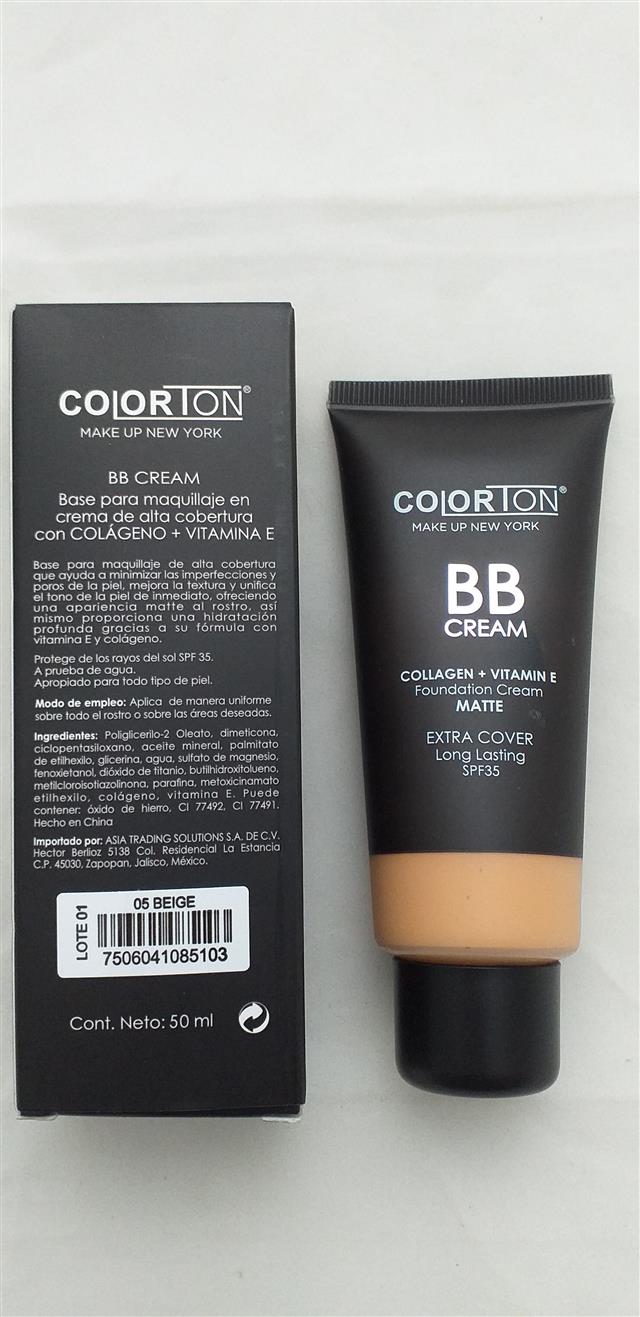 COLORTON®
MAKE UP NEW YORK
BB CREAM
Base para maquillaje en
crema de alta cobertura
con COLÁGENO + VITAMINA E
Base para maquillaje de alta cobertura
que ayuda a minimizar las imperfecciones y
poros de la piel, mejora la textura y unifica
el tono de la piel de inmediato, ofreciendo
una apariencia matte al rostro, así
mismo proporciona una hidratación
profunda gracias a su fórmula con
vitamina E y colágeno.
Protege de los rayos del sol SPF 35.
A prueba de agua.
Apropiado para todo tipo de piel.
Modo de empleo: Aplica de manera uniforme
sobre todo el rostro o sobre las áreas deseadas.
Ingredientes: Poliglicerilo-2 Oleato, dimeticona,
ciclopentasiloxano, aceite mineral, palmitato
de etilhexilo, glicerina, agua, sulfato de magnesio,
fenoxietanol, dióxido de titanio, butilhidroxitolueno,
metilcloroisotiazolinona, parafina, metoxicinamato
etilhexilo, colágeno, vitamina E. Puede
contener: óxido de hierro, CI 77492, CI 77491.
Hecho en China
Importado por: ASIA TRADING SOLUTIONS S.A. DE C.V.
Hector Berlioz 5138 Col. Residencial La Estancia
C.P. 45030, Zapopan, Jalisco, México.
LOTE 01
05 BEIGE
7506041085103
Cont. Neto: 50 ml
COLORTON®
MAKE UP NEW YORK
BB
CREAM
COLLAGEN + VITAMIN E
Foundation Cream
MATTE
EXTRA COVER
Long Lasting
SPF35